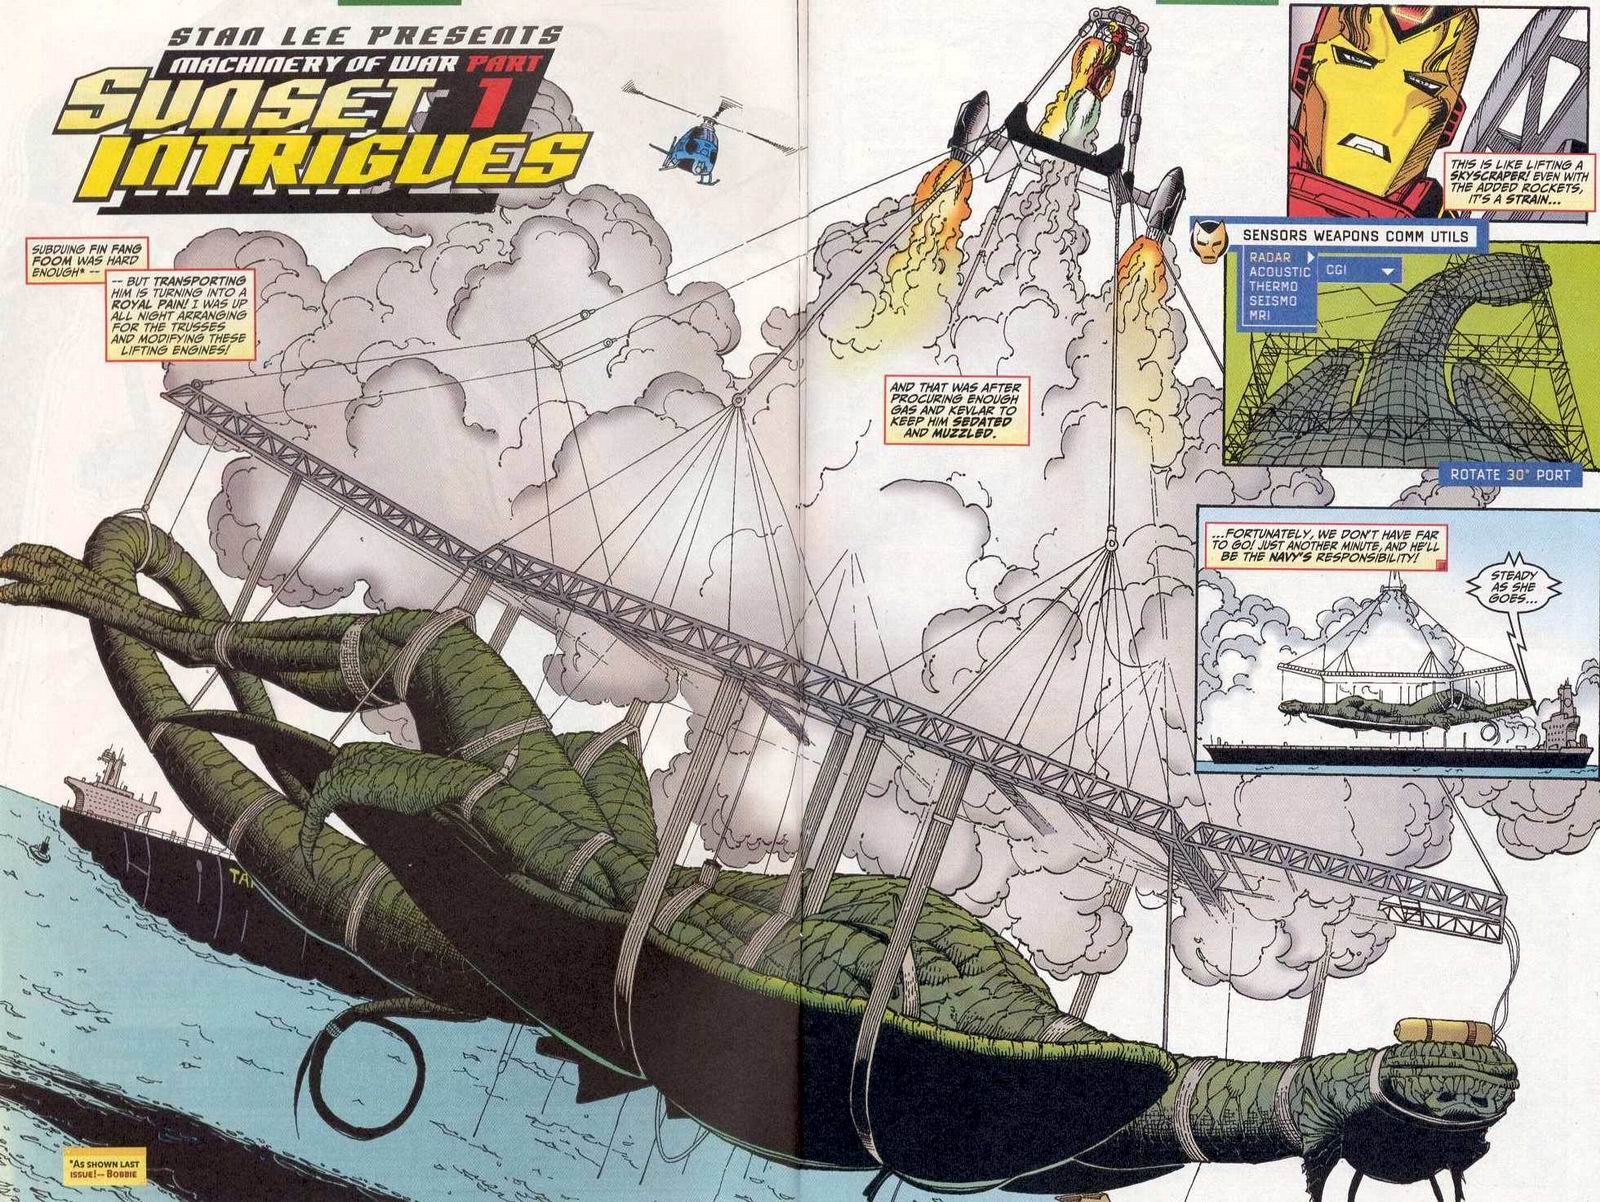 STAN LEE PRESENTS
MACHINERY OF WAR PART 1
SUNSET
INTRIGUES
SUBDUING FIN FANG
FOOM WAS HARD
ENOUGH* --
-- BUT TRANSPORTING
HIM IS TURNING INTO A
ROYAL PAIN! I WAS UP
ALL NIGHT ARRANGING
FOR THE TRUSSES
AND MODIFYING THESE
LIFTING ENGINES!
AND THAT WAS AFTER
PROCURING ENOUGH
GAS AND KEVLAR TO
KEEP HIM SEDATED
AND MUZZLED.
THIS IS LIKE LIFTING A
SKYSCRAPER! EVEN WITH
THE ADDED ROCKETS,
IT'S A STRAIN...
SENSORS WEAPONS COMM UTILS
RADAR
ACOUSTIC
THERMO
SEISMO
MRI
CGI
ROTATE 30° PORT
...FORTUNATELY, WE DON'T HAVE FAR
TO GO! JUST ANOTHER MINUTE, AND HE'LL
BE THE NAVY'S RESPONSIBILITY!
STEADY
AS SHE
GOES...
TA
*AS SHOWN LAST
ISSUE!-- BOBBIE